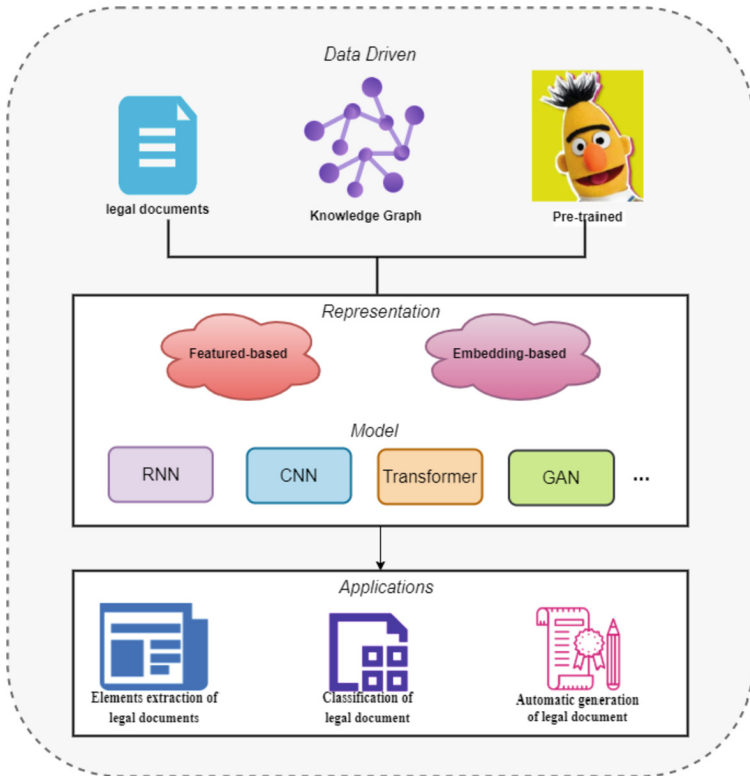 Data Driven
legal documents
Knowledge Graph
Pre-trained
Representation
Featured-based
Embedding-based
Model
RNN
CNN
Transformer
GAN
...
Applications
Elements extraction of
legal documents
Classification of
legal document
Automatic generation
of legal document